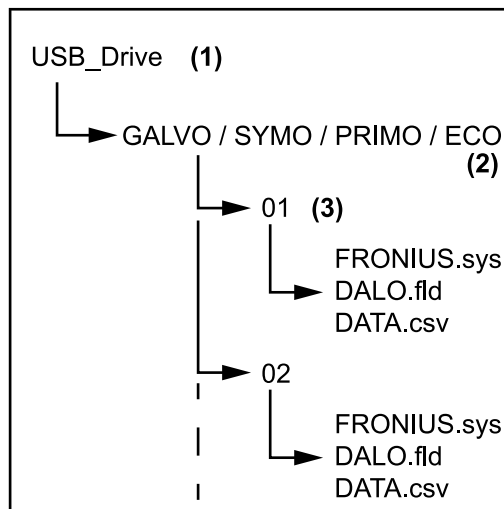 USB_Drive (1)
GALVO / SYMO / PRIMO / ECO
(2)
01 (3)
FRONIUS.sys
DALO.fld
DATA.csv
02
FRONIUS.sys
DALO.fld
DATA.csv